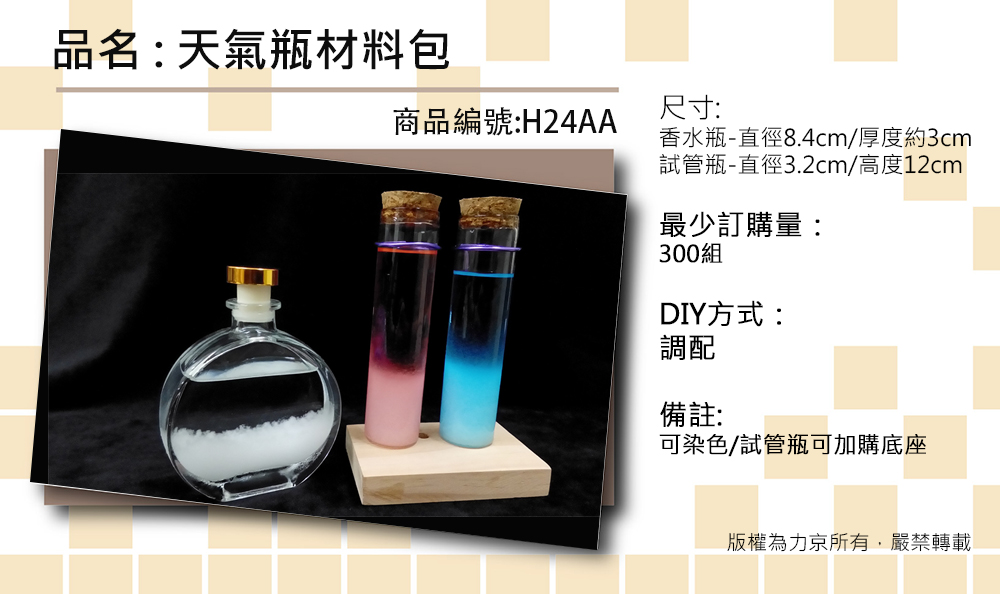 品名 : 天氣瓶材料包
商品編號:H24AA
尺寸:
香水瓶-直徑8.4cm/厚度約3cm
試管瓶-直徑3.2cm/高度12cm
最少訂購量：
300組
DIY方式：
調配
備註:
可染色/試管瓶可加購底座
版權為力京所有，嚴禁轉載